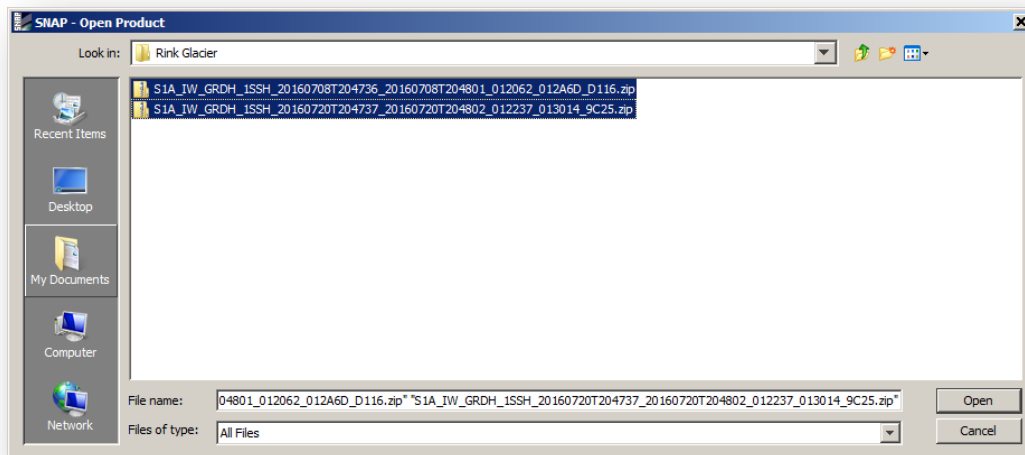 SNAP
SNAP - Open Product
Look in:
Rink Glacier
S1A_IW_GRDH_1SSH_20160708T204736_20160708T204801_012062_012A6D_D116.zip
S1A_IW_GRDH_1SSH_20160720T204737_20160720T204802_012237_013014_9C25.zip
Recent Items
Desktop
My Documents
Computer
Network
File name:
04801_012062_012A6D_D116.zip" "S1A_IW_GRDH_1SSH_20160720T204737_20160720T204802_012237_013014_9C25.zip"
Open
Files of type:
All Files
Cancel